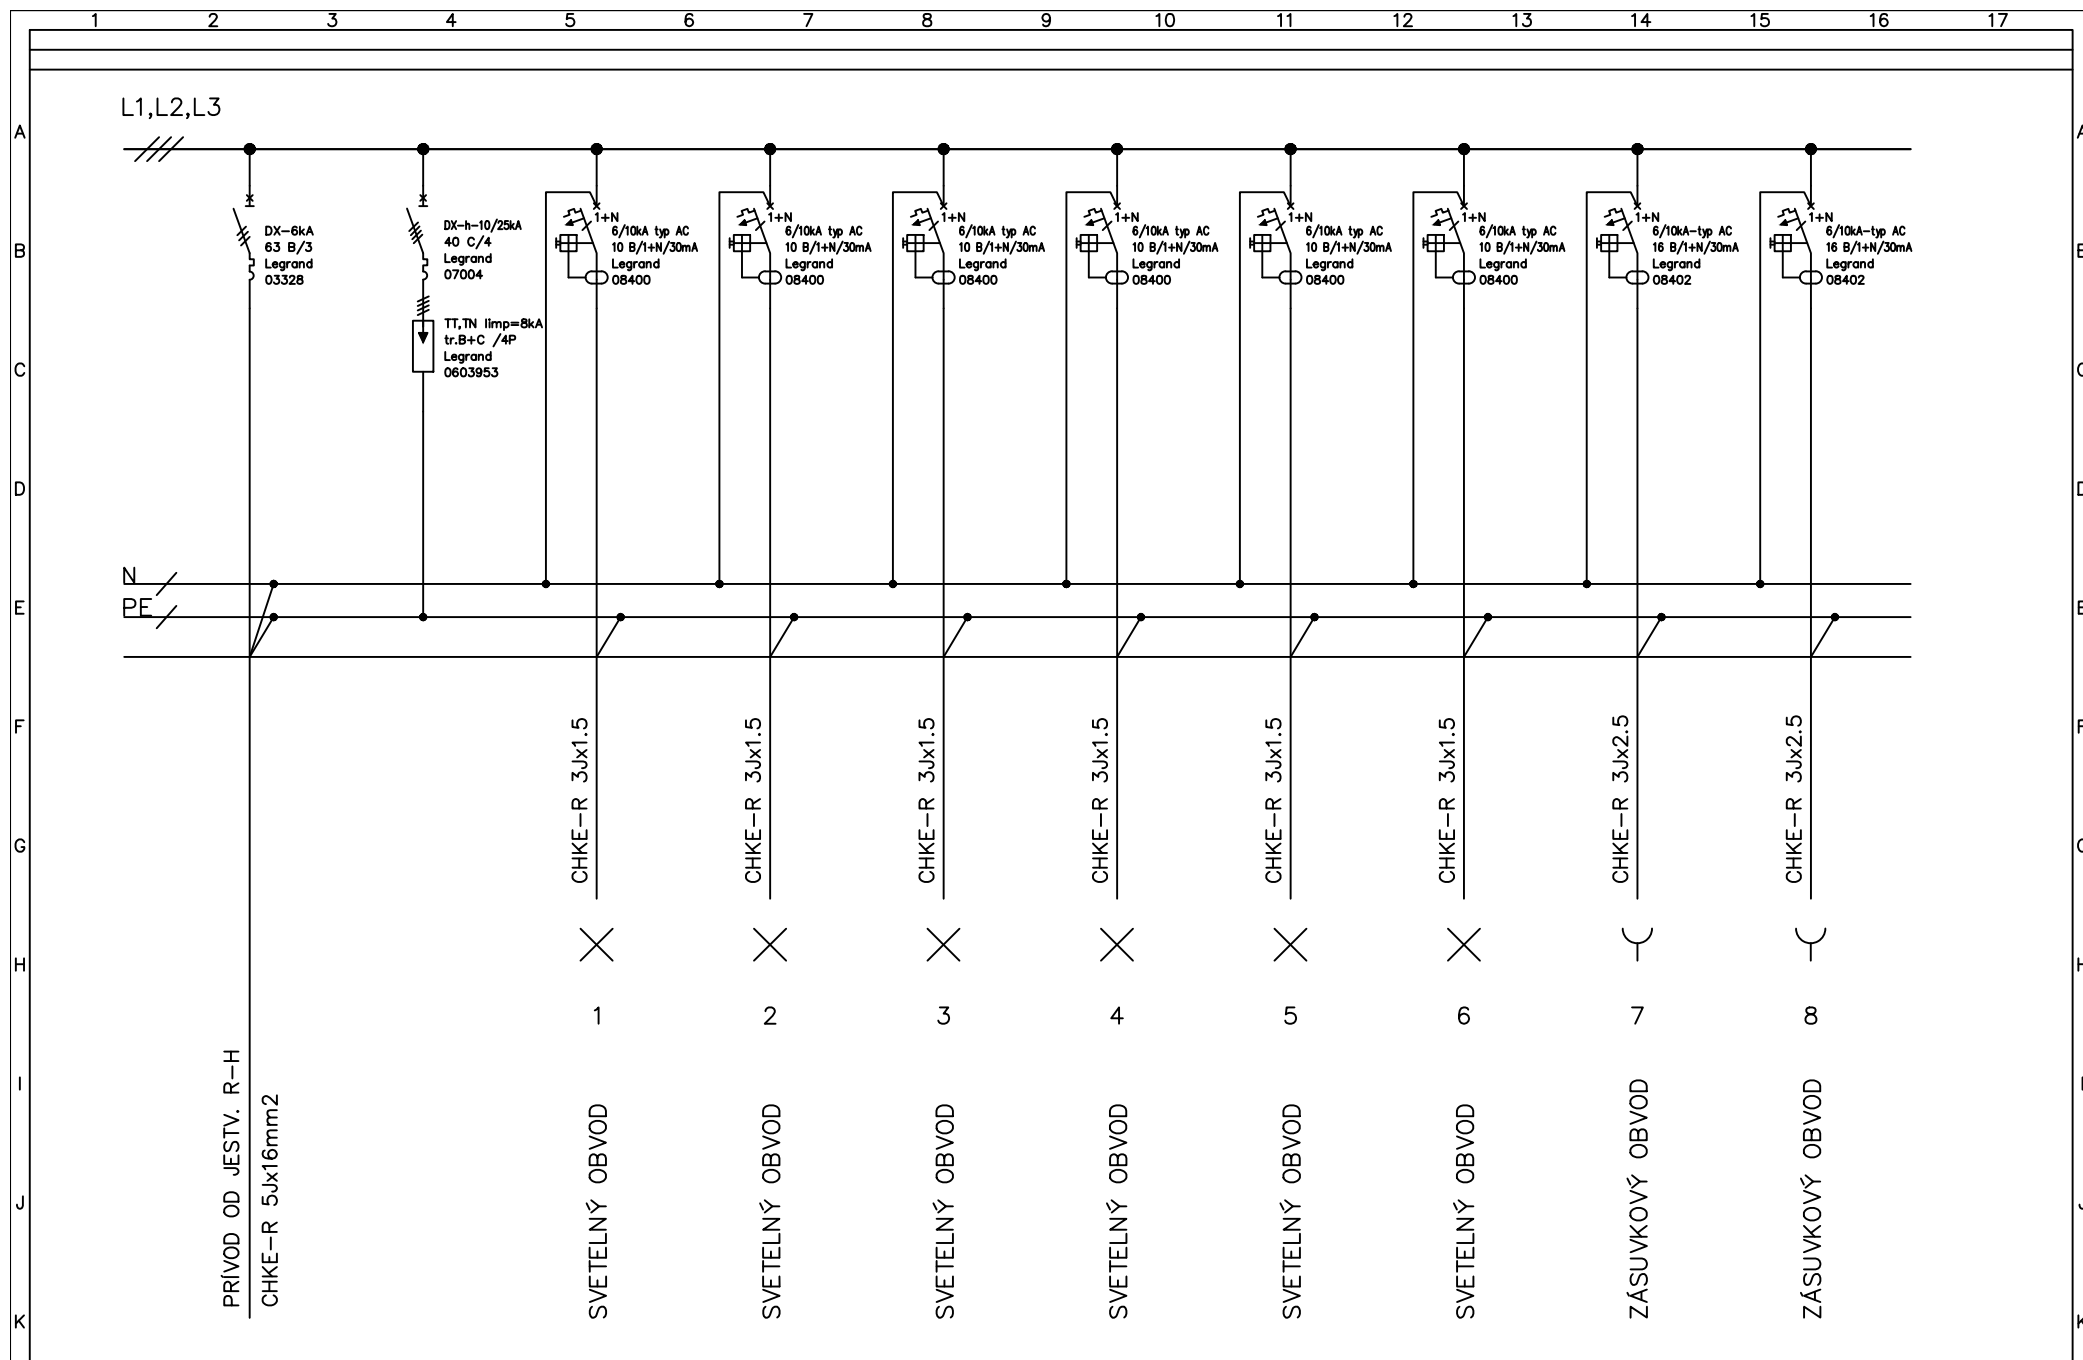 1 2 3 4 5 6 7 8 9 10 11 12 13 14 15 16 17
L1,L2,L3
A
B
C
D
E
F
G
H
I
J
K
DX-6kA
63 B/3
Legrand
03328
DX-h-10/25kA
40 C/4
Legrand
07004
TT,TN Iimp=8kA
tr.B+C /4P
Legrand
0603953
1+N
6/10kA typ AC
10 B/1+N/30mA
Legrand
08400
1+N
6/10kA typ AC
10 B/1+N/30mA
Legrand
08400
1+N
6/10kA typ AC
10 B/1+N/30mA
Legrand
08400
1+N
6/10kA typ AC
10 B/1+N/30mA
Legrand
08400
1+N
6/10kA typ AC
10 B/1+N/30mA
Legrand
08400
1+N
6/10kA typ AC
10 B/1+N/30mA
Legrand
08400
1+N
6/10kA-typ AC
16 B/1+N/30mA
Legrand
08402
1+N
6/10kA-typ AC
16 B/1+N/30mA
Legrand
08402
N
PE
CHKE-R 3Jx1.5
CHKE-R 3Jx1.5
CHKE-R 3Jx1.5
CHKE-R 3Jx1.5
CHKE-R 3Jx1.5
CHKE-R 3Jx1.5
CHKE-R 3Jx2.5
CHKE-R 3Jx2.5
1 2 3 4 5 6 7 8
PRÍVOD OD JESTV. R-H
CHKE-R 5Jx16mm2
SVETELNÝ OBVOD
SVETELNÝ OBVOD
SVETELNÝ OBVOD
SVETELNÝ OBVOD
SVETELNÝ OBVOD
SVETELNÝ OBVOD
ZÁSUVKOVÝ OBVOD
ZÁSUVKOVÝ OBVOD